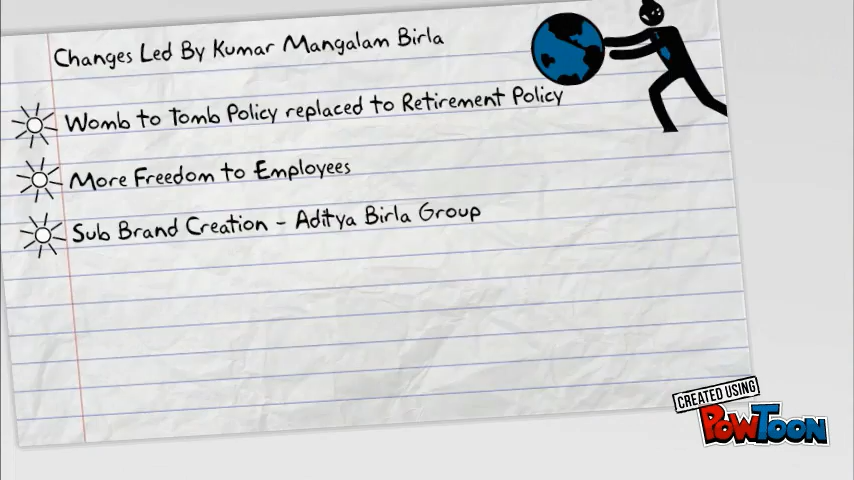 Changes Led By Kumar Mangalam Birla
Womb to Tomb Policy replaced to Retirement Policy
More Freedom to Employees
Sub Brand Creation - Aditya Birla Group
CREATED USING
POWTOON